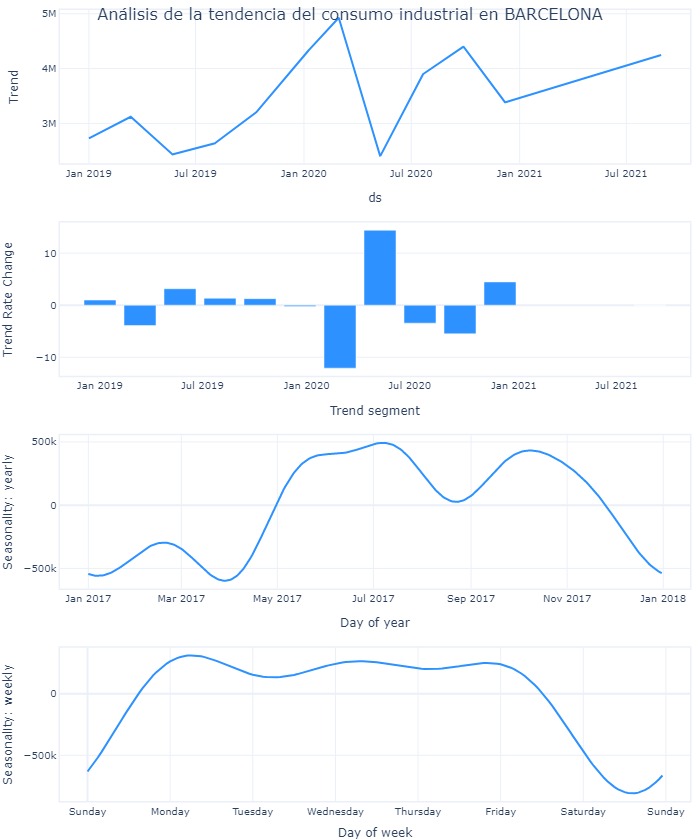 Análisis de la tendencia del consumo industrial en BARCELONA
5M
4M
3M
Trend
Jan 2019 Jul 2019 Jan 2020 Jul 2020 Jan 2021 Jul 2021
ds
10
0
−10
Trend Rate Change
Jan 2019 Jul 2019 Jan 2020 Jul 2020 Jan 2021 Jul 2021
Trend segment
500k
0
−500k
Seasonality: yearly
Jan 2017 Mar 2017 May 2017 Jul 2017 Sep 2017 Nov 2017 Jan 2018
Day of year
0
−500k
Seasonality: weekly
Sunday Monday Tuesday Wednesday Thursday Friday Saturday Sunday
Day of week